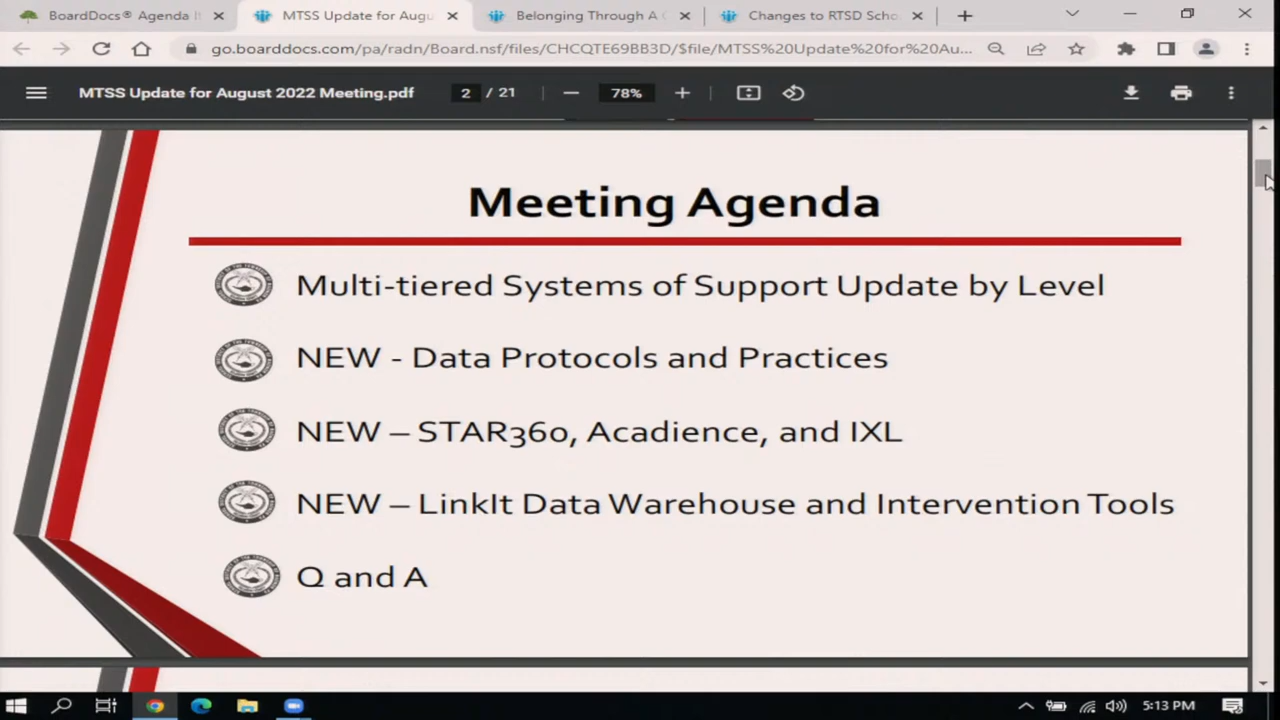 BoardDocs® Agenda It
MTSS Update for Augu
Belonging Through A C
Changes to RTSD Scho
go.boarddocs.com/pa/radn/Board.nsf/files/CHCQTE69BB3D/$file/MTSS%20Update%20for%20Au...
MTSS Update for August 2022 Meeting.pdf
2 / 21
78%
Meeting Agenda
Multi-tiered Systems of Support Update by Level
NEW - Data Protocols and Practices
NEW – STAR360, Acadience, and IXL
NEW – LinkIt Data Warehouse and Intervention Tools
Q and A
5:13 PM